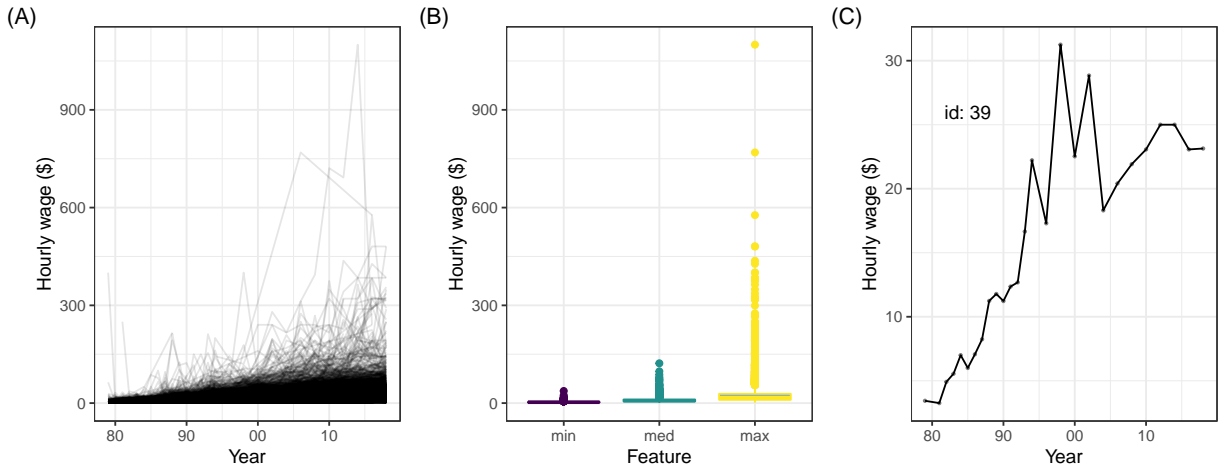 (A)
Hourly wage ($)
900
600
300
0
80 90 00 10
Year
(B)
Hourly wage ($)
900
600
300
0
min med max
Feature
(C)
Hourly wage ($)
30
20
10
id: 39
80 90 00 10
Year